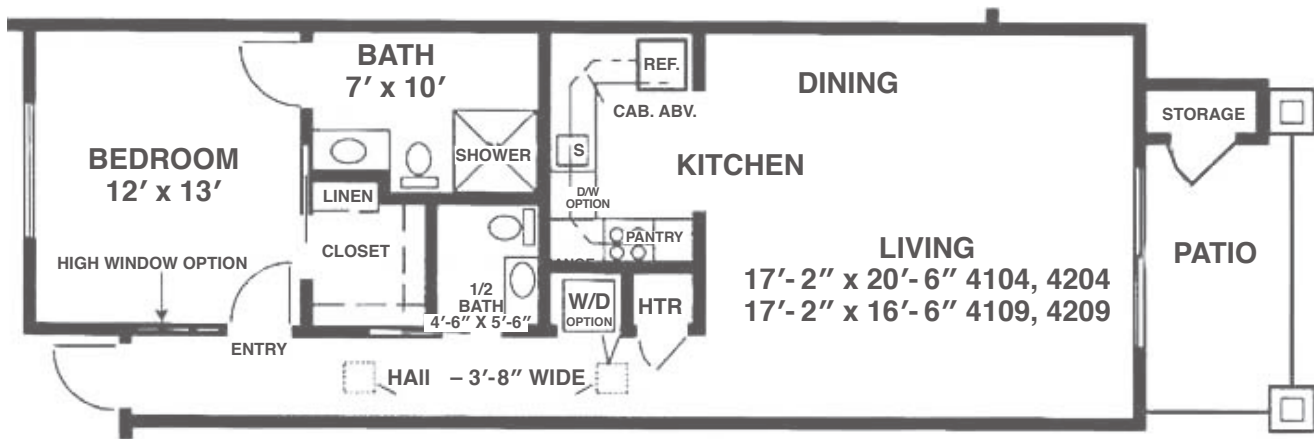 BEDROOM
12′ x 13′
HIGH WINDOW OPTION
BATH
7′ x 10′
SHOWER
LINEN
CLOSET
1/2
BATH
4′-6″ X 5′-6″
ENTRY
HAII – 3′-8″ WIDE
REF.
CAB. ABV.
S
D/W
OPTION
KITCHEN
PANTRY
W/D
OPTION
HTR
DINING
LIVING
17′- 2″ x 20′- 6″ 4104, 4204
17′- 2″ x 16′- 6″ 4109, 4209
STORAGE
PATIO